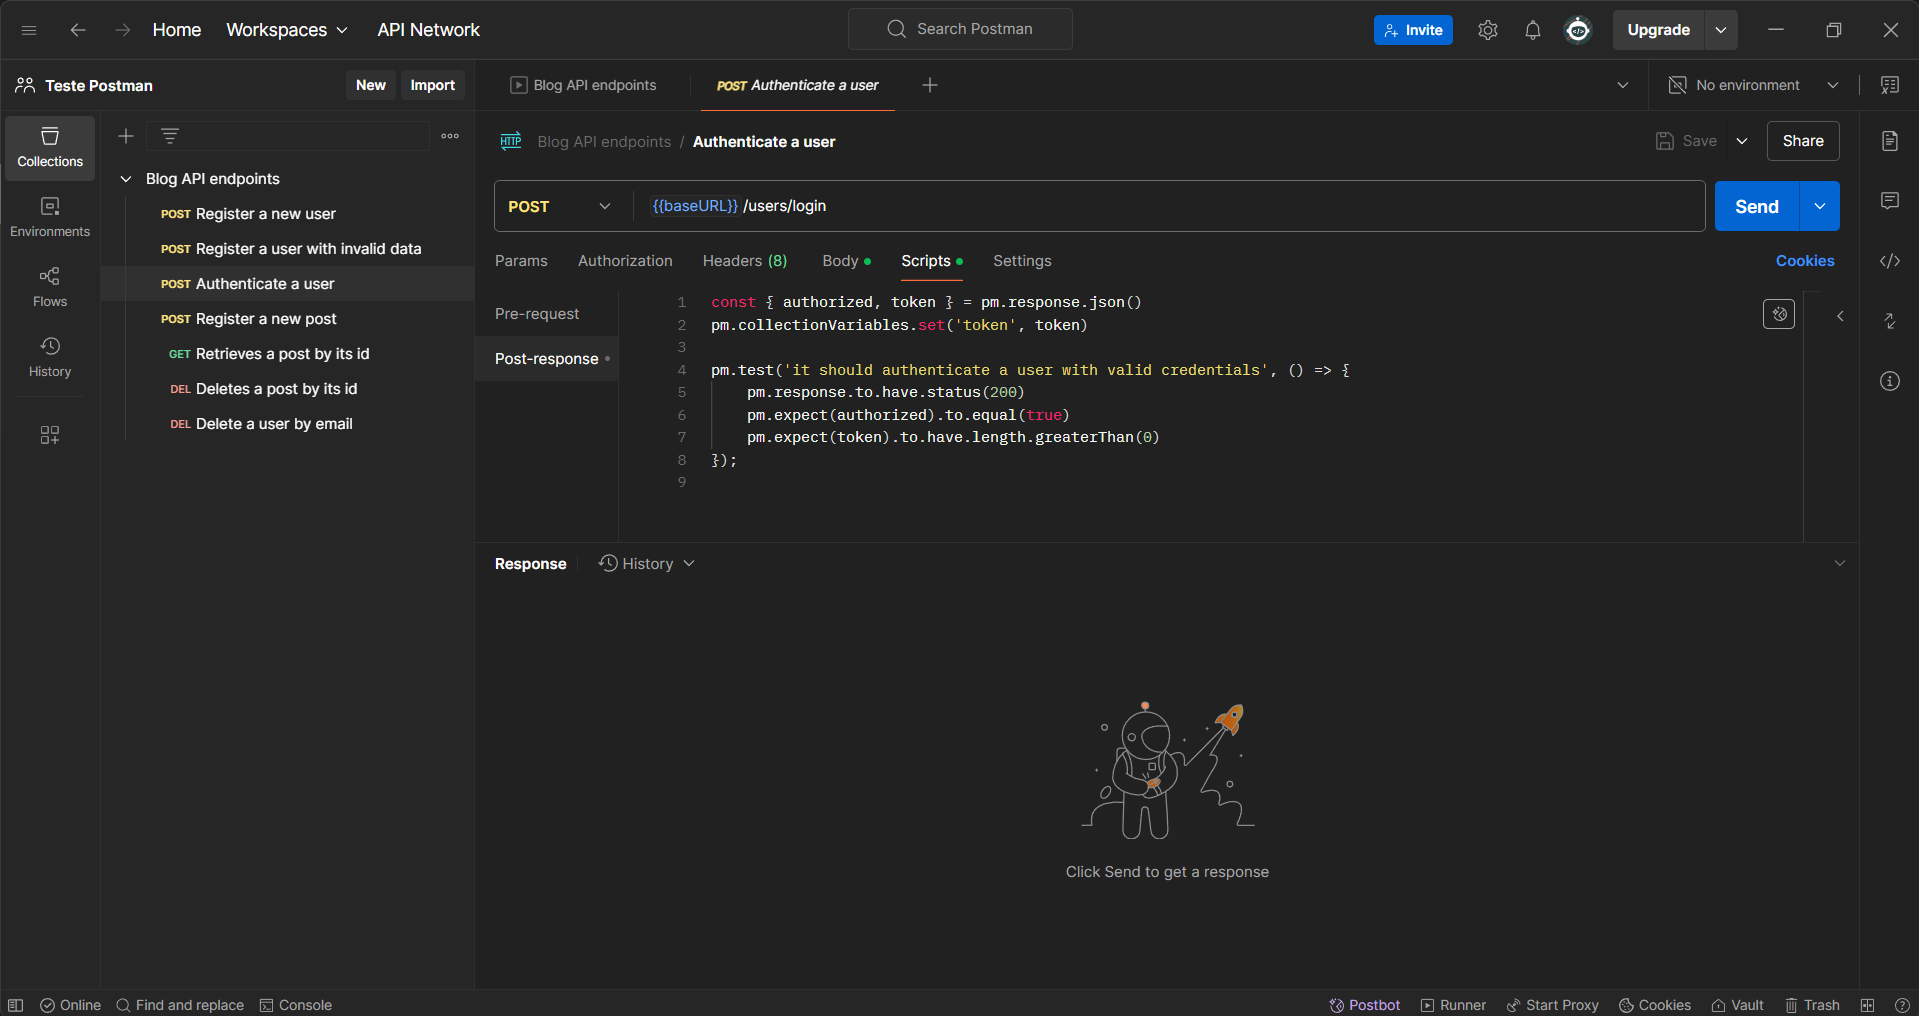 Home Workspaces API Network Search Postman Invite Upgrade
Teste Postman New Import Blog API endpoints POST Authenticate a user No environment
Collections
Environments
Flows
History
Blog API endpoints
POST Register a new user
POST Register a user with invalid data
POST Authenticate a user
POST Register a new post
GET Retrieves a post by its id
DEL Deletes a post by its id
DEL Delete a user by email
HTTP Blog API endpoints / Authenticate a user Save Share
POST {{baseURL}} /users/login Send
Params Authorization Headers (8) Body Scripts Settings Cookies
Pre-request
Post-response
1 const { authorized, token } = pm.response.json()
2 pm.collectionVariables.set('token', token)
3
4 pm.test('it should authenticate a user with valid credentials', () => {
5 pm.response.to.have.status(200)
6 pm.expect(authorized).to.equal(true)
7 pm.expect(token).to.have.length.greaterThan(0)
8 });
9
Response History
Click Send to get a response
Online Find and replace Console Postbot Runner Start Proxy Cookies Vault Trash